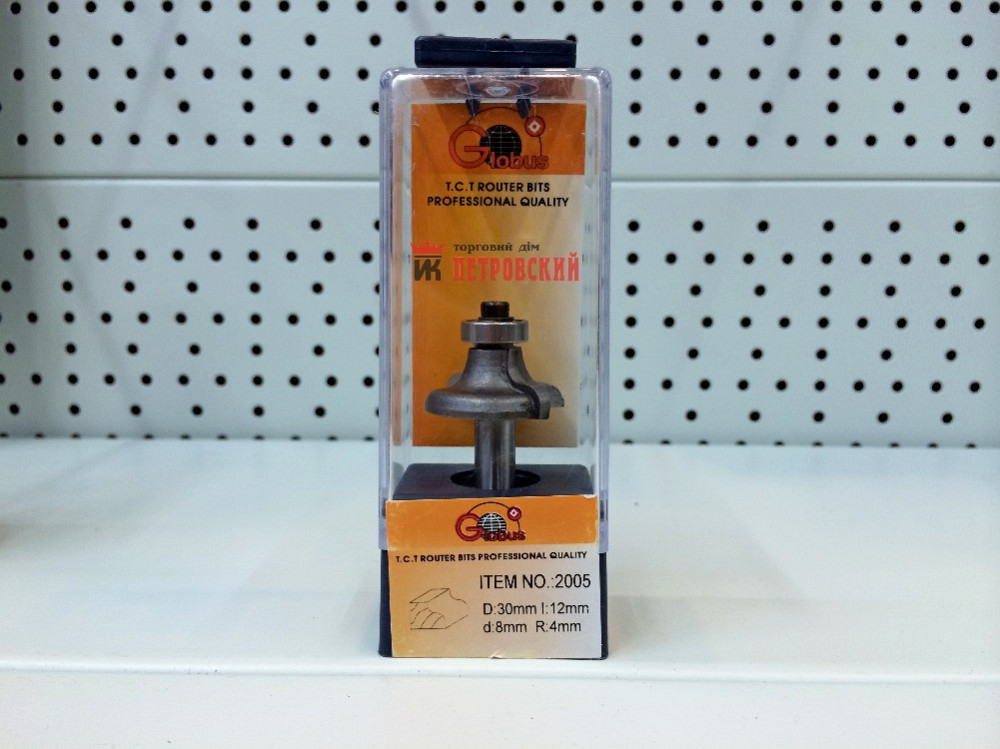 Globus
T.C.T ROUTER BITS
PROFESSIONAL QUALITY
торговий дім
ИК ПЕТРОВСКИЙ
Globus
T.C.T ROUTER BITS PROFESSIONAL QUALITY
ITEM NO.:2005
D:30mm l:12mm
d:8mm R:4mm